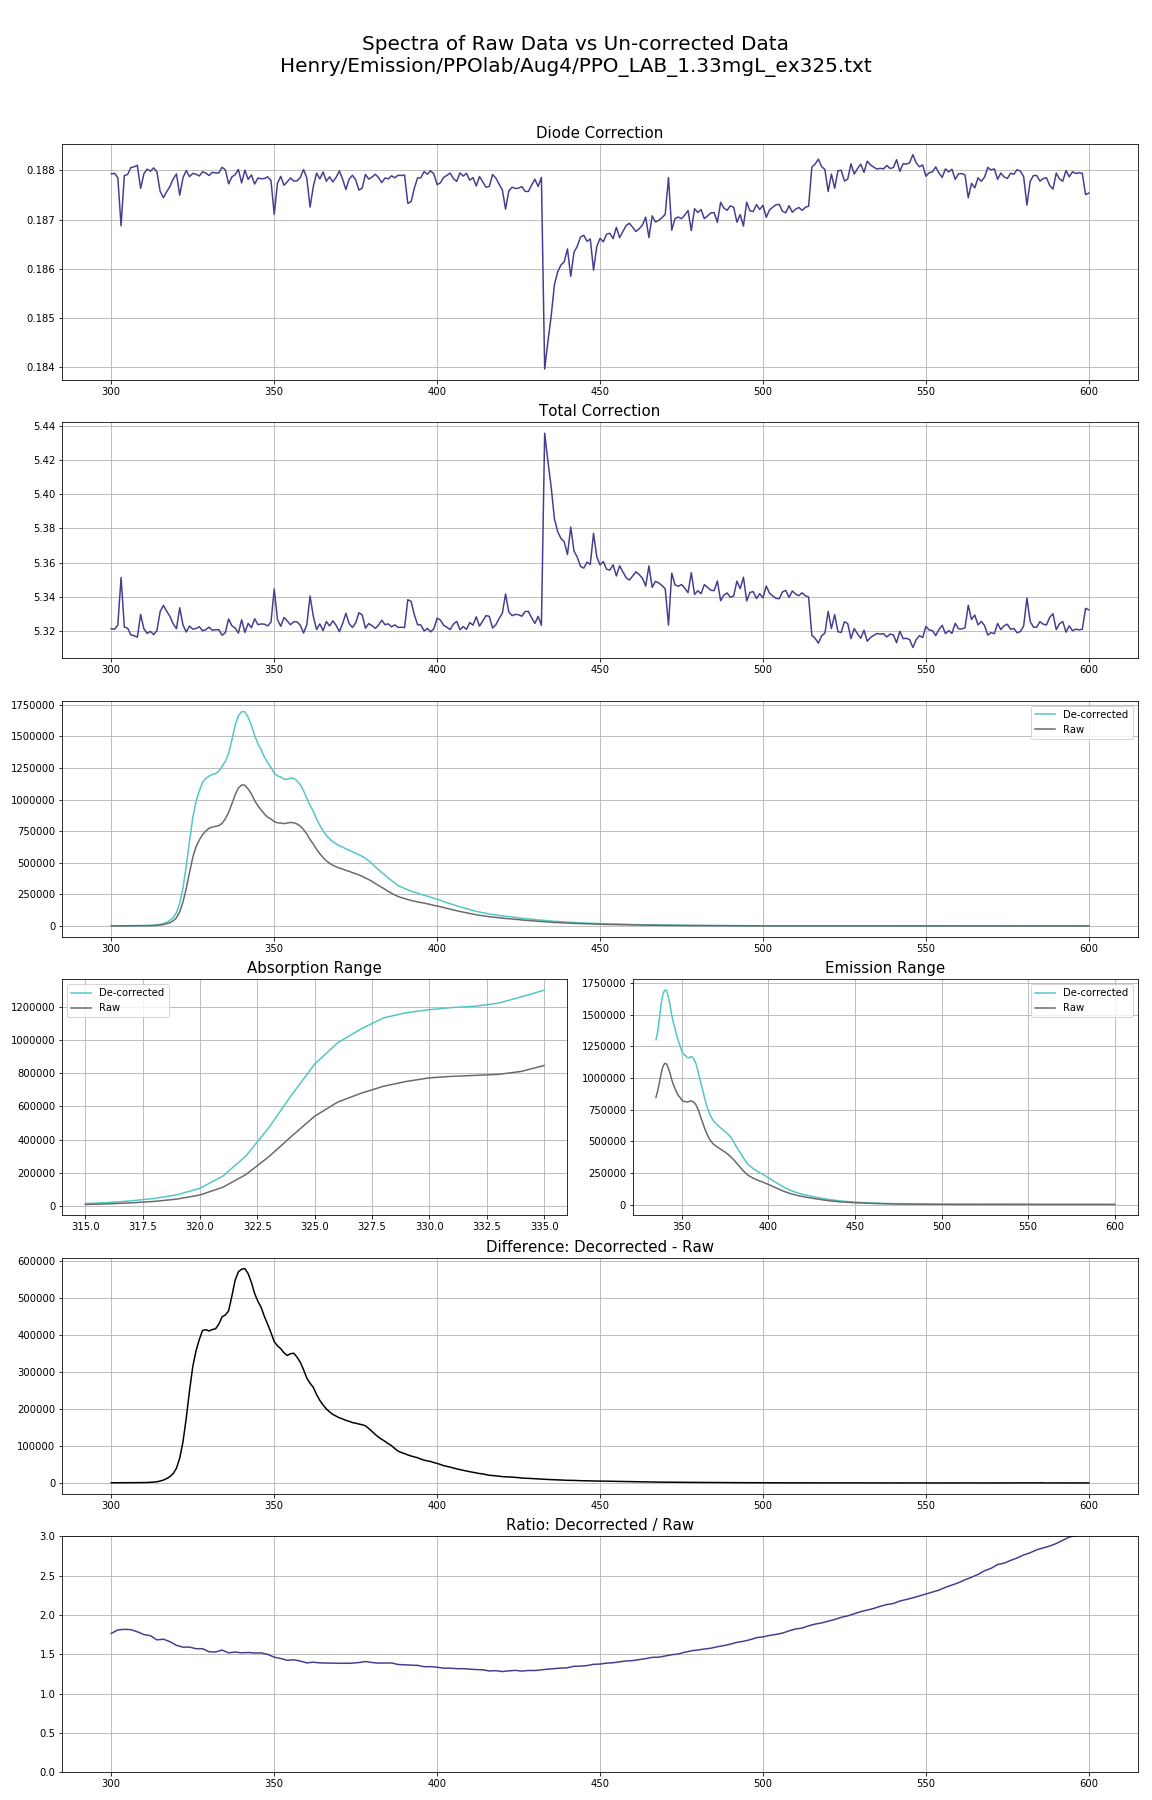 Spectra of Raw Data vs Un-corrected Data
Henry/Emission/PPOlab/Aug4/PPO_LAB_1.33mgL_ex325.txt
Diode Correction
0.188
0.187
0.186
0.185
0.184
300 350 400 450 500 550 600
Total Correction
5.44
5.42
5.40
5.38
5.36
5.34
5.32
300 350 400 450 500 550 600
1750000
1500000
1250000
1000000
750000
500000
250000
0
De-corrected
Raw
300 350 400 450 500 550 600
Absorption Range
De-corrected
Raw
1200000
1000000
800000
600000
400000
200000
0
315.0 317.5 320.0 322.5 325.0 327.5 330.0 332.5 335.0
Emission Range
De-corrected
Raw
1750000
1500000
1250000
1000000
750000
500000
250000
0
350 400 450 500 550 600
Difference: Decorrected - Raw
600000
500000
400000
300000
200000
100000
0
300 350 400 450 500 550 600
Ratio: Decorrected / Raw
3.0
2.5
2.0
1.5
1.0
0.5
0.0
300 350 400 450 500 550 600